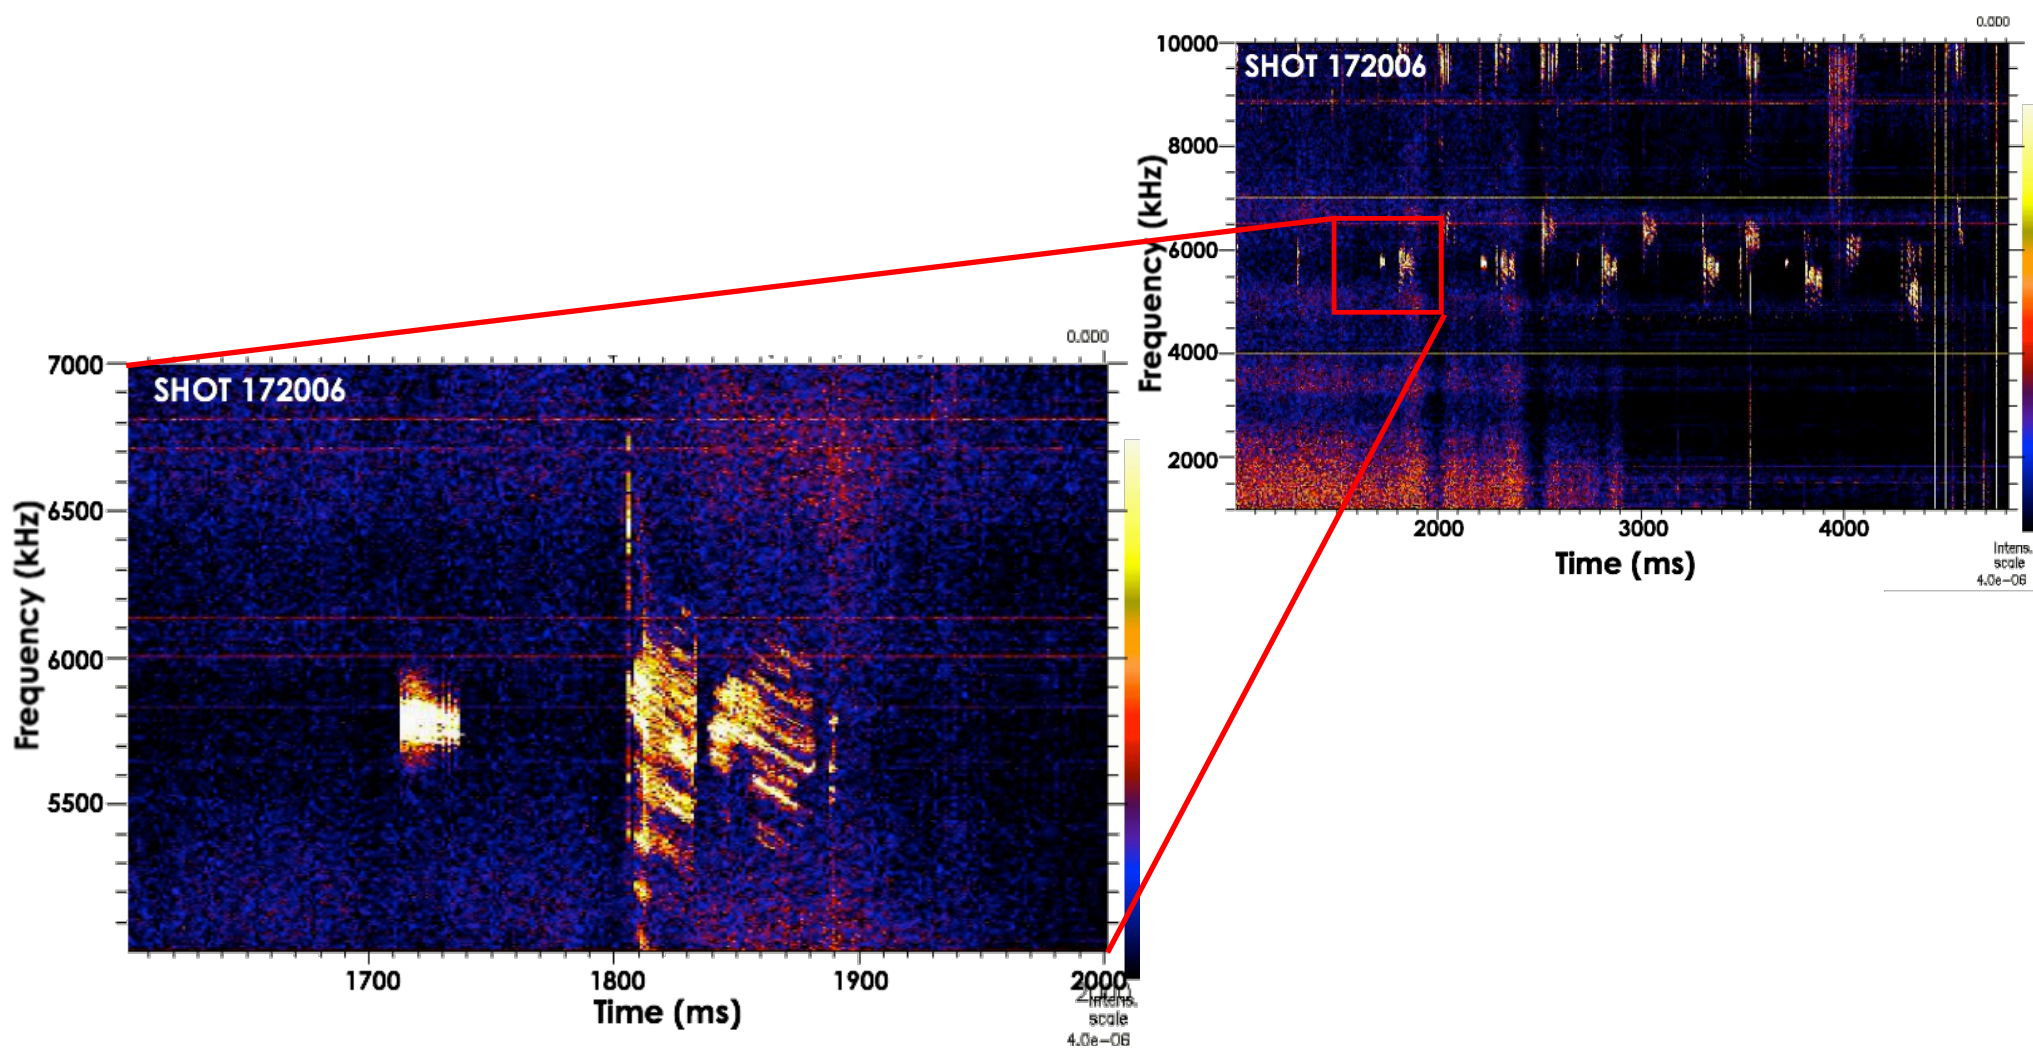 0.000
10000
SHOT 172006
8000
6000
4000
2000
Frequency (kHz)
2000 3000 4000
Time (ms)
Intens.
scale
4.0e-06
0.000
7000
SHOT 172006
6500
6000
5500
Frequency (kHz)
1700 1800 1900 2000
Time (ms)
Intens.
scale
4.0e-06